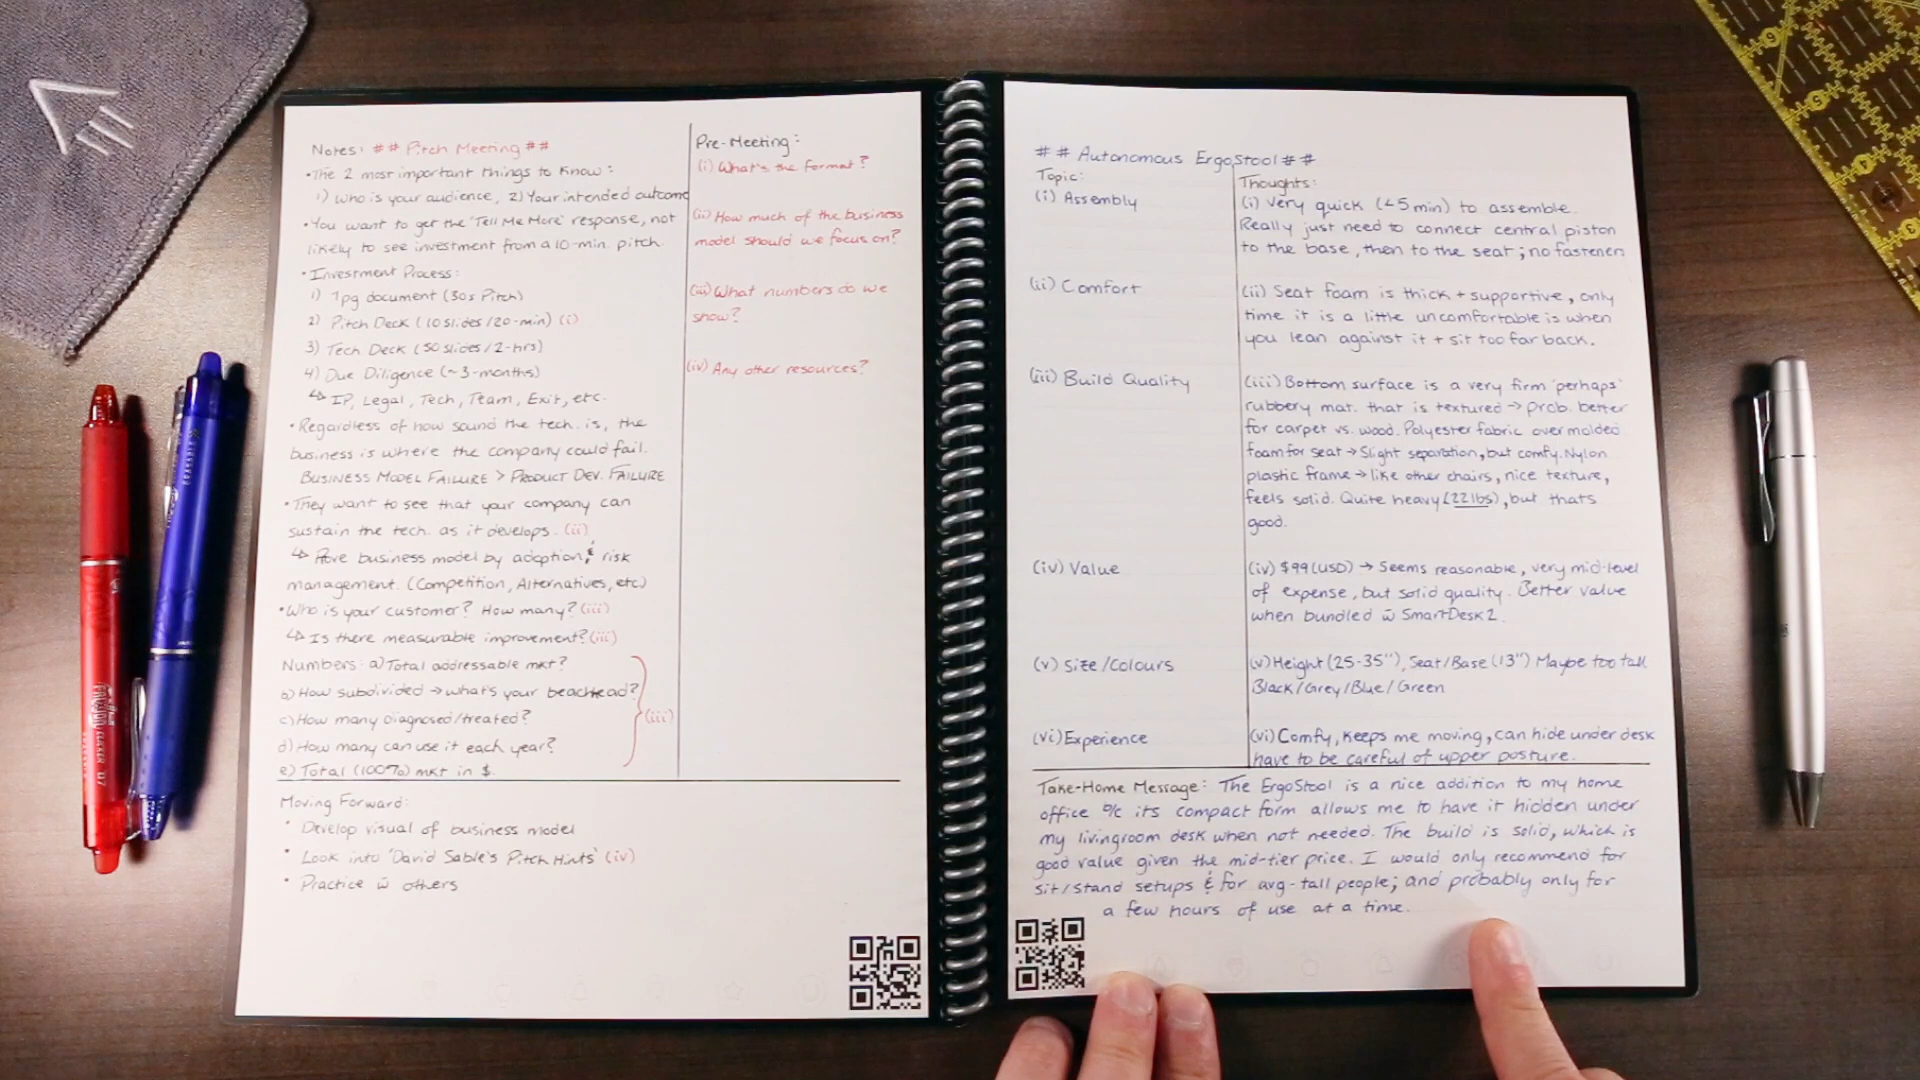 Notes: ## Pitch Meeting ##
• The 2 most important things to know:
1) Who is your audience, 2) Your intended outcome
• You want to get the 'Tell Me More' response, not
likely to see investment from a 10-min. pitch.
• Investment Process:
1) 1pg document (30s Pitch)
2) Pitch Deck (10 slides/20-min) (i)
3) Tech Deck (50 slides/2-hrs)
4) Due Diligence (~3-months)
↳ IP, Legal, Tech, Team, Exit, etc.
• Regardless of how sound the tech. is, the
business is where the company could fail.
BUSINESS MODEL FAILURE > PRODUCT DEV. FAILURE
• They want to see that your company can
sustain the tech. as it develops. (ii)
↳ Prove business model by adoption & risk
management. (Competition, Alternatives, etc)
• Who is your customer? How many? (iii)
↳ Is there measurable improvement? (iii)
Numbers: a) Total addressable mkt?
b) How subdivided → what's your beachhead?
c) How many diagnosed/treated?
(iii)
d) How many can use it each year?
e) Total (100%) mkt in $.
Pre-Meeting:
(i) What's the format?
(ii) How much of the business
model should we focus on?
(iii) What numbers do we
show?
(iv) Any other resources?
Moving Forward:
• Develop visual of business model
• Look into 'David Sable's Pitch Hints' (iv)
• Practice w̄ others
## Autonomous ErgoStool ##
Topic:
(i) Assembly
(ii) Comfort
(iii) Build Quality
(iv) Value
(v) Size/Colours
(vi) Experience
Thoughts:
(i) Very quick (<5 min) to assemble.
Really just need to connect central piston
to the base, then to the seat; no fasteners
(ii) Seat foam is thick + supportive, only
time it is a little uncomfortable is when
you lean against it + sit too far back.
(iii) Bottom surface is a very firm 'perhaps'
rubbery mat. that is textured → prob. better
for carpet vs. wood. Polyester fabric over molded
foam for seat → slight separation, but comfy. Nylon
plastic frame → like other chairs, nice texture,
feels solid. Quite heavy (22lbs), but thats
good.
(iv) $99 (USD) → Seems reasonable, very mid-level
of expense, but solid quality. Better value
when bundled w̄ SmartDesk 2.
(v) Height (25-35"), Seat/Base (13") Maybe too tall
Black/Grey/Blue/Green
(vi) Comfy, keeps me moving, can hide under desk
have to be careful of upper posture.
Take-Home Message: The ErgoStool is a nice addition to my home
office b/c its compact form allows me to have it hidden under
my livingroom desk when not needed. The build is solid, which is
good value given the mid-tier price. I would only recommend for
sit/stand setups & for avg-tall people; and probably only for
a few hours of use at a time.